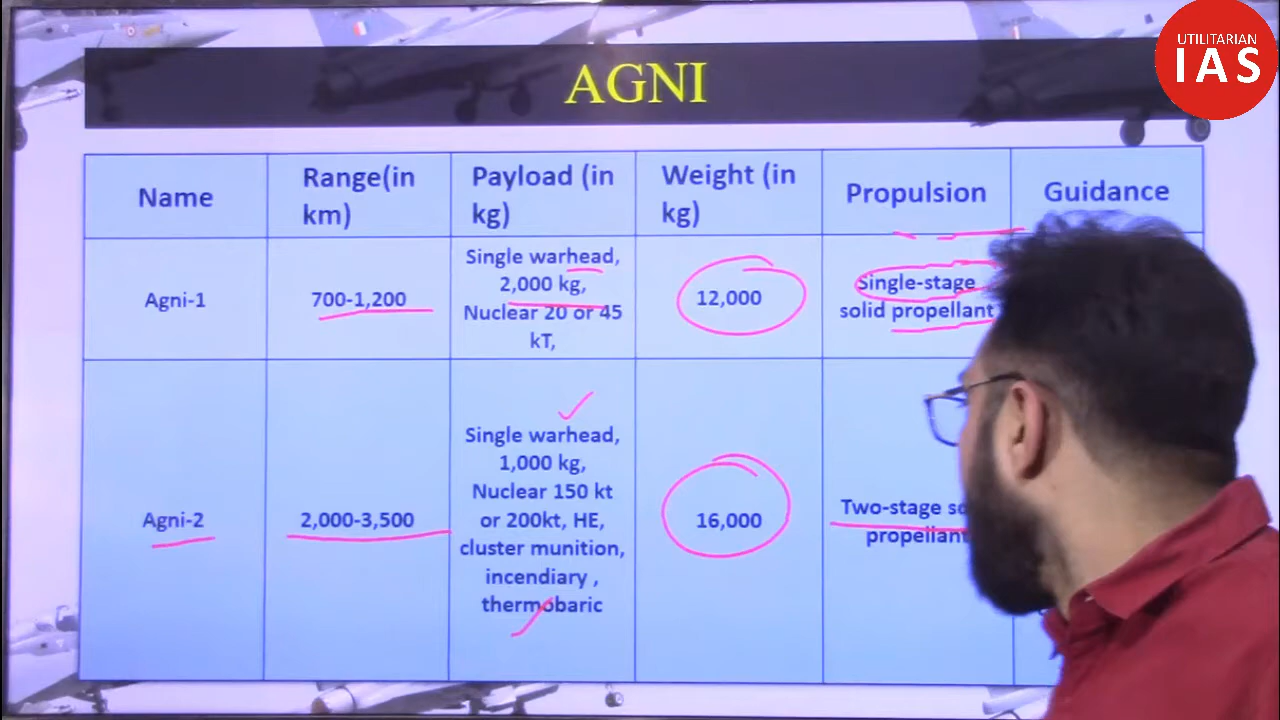 UTILITARIAN
IAS
AGNI
Name
Range(in
km)
Payload (in
kg)
Weight (in
kg)
Propulsion
Guidance
Agni-1
700-1,200
Single warhead,
2,000 kg,
Nuclear 20 or 45
kT,
12,000
Single-stage
solid propellant
Agni-2
2,000-3,500
Single warhead,
1,000 kg,
Nuclear 150 kt
or 200kt, HE,
cluster munition,
incendiary ,
thermobaric
16,000
Two-stage
propellant